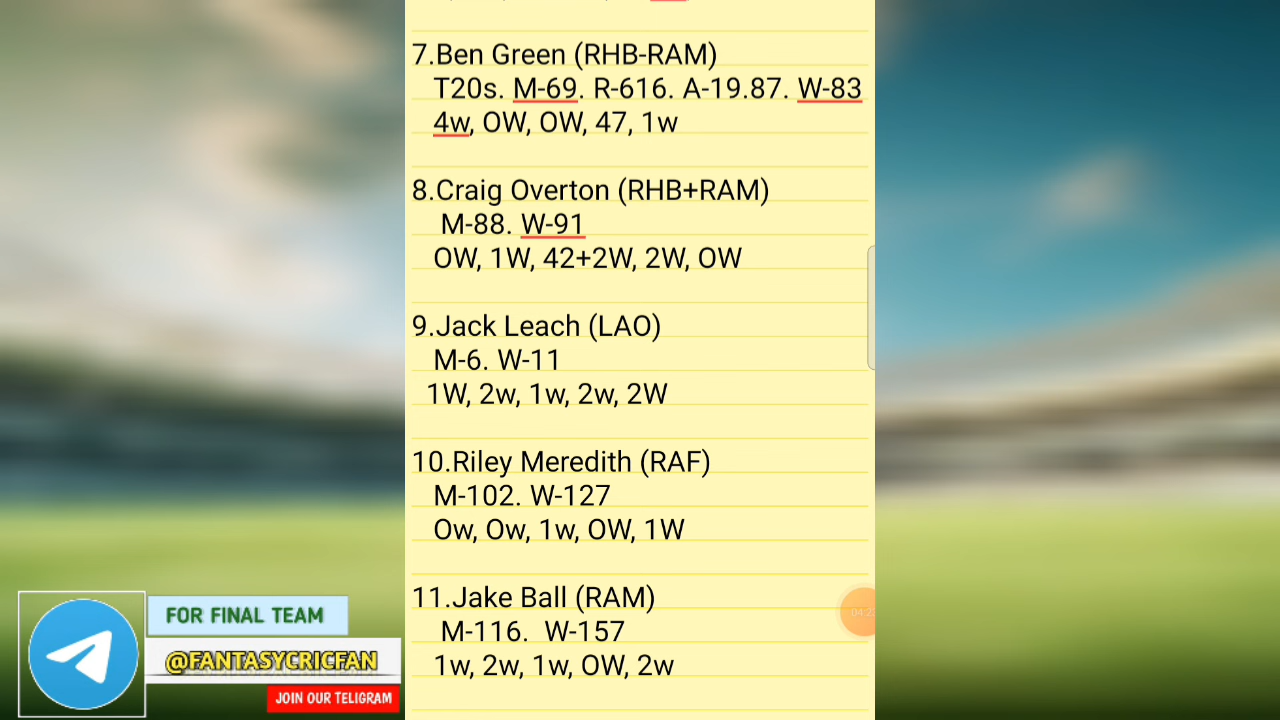 7.Ben Green (RHB-RAM)
T20s. M-69. R-616. A-19.87. W-83
4w, OW, OW, 47, 1w
8.Craig Overton (RHB+RAM)
M-88. W-91
OW, 1W, 42+2W, 2W, OW
9.Jack Leach (LAO)
M-6. W-11
1W, 2w, 1w, 2w, 2W
10.Riley Meredith (RAF)
M-102. W-127
Ow, Ow, 1w, OW, 1W
11.Jake Ball (RAM)
M-116. W-157
1w, 2w, 1w, OW, 2w
FOR FINAL TEAM
@FANTASYCRICFAN
JOIN OUR TELIGRAM